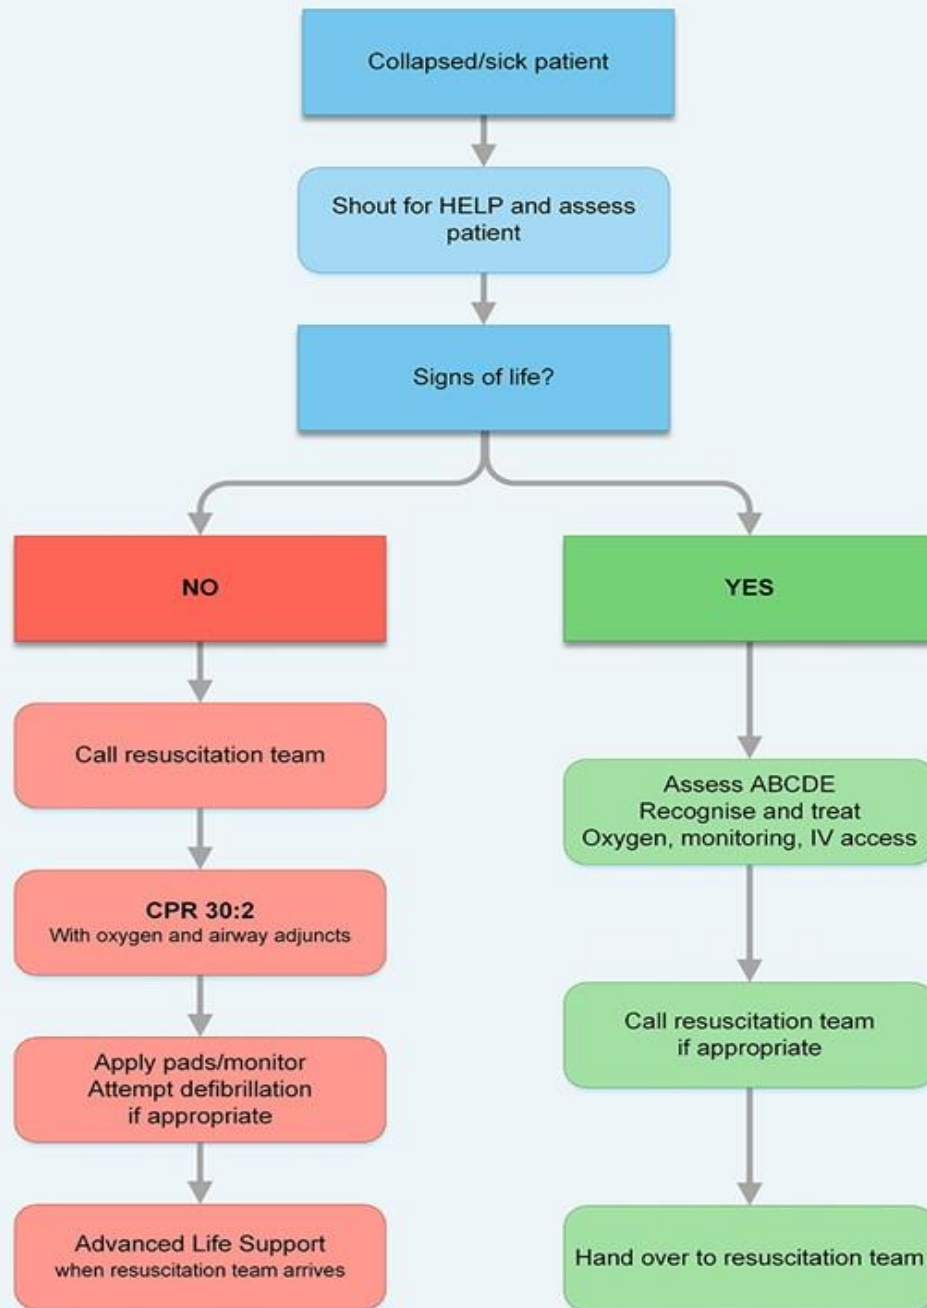 Collapsed/sick patient
Shout for HELP and assess
patient
Signs of life?
NO
Call resuscitation team
CPR 30:2
With oxygen and airway adjuncts
Apply pads/monitor
Attempt defibrillation
if appropriate
Advanced Life Support
when resuscitation team arrives
YES
Assess ABCDE
Recognise and treat
Oxygen, monitoring, IV access
Call resuscitation team
if appropriate
Hand over to resuscitation team